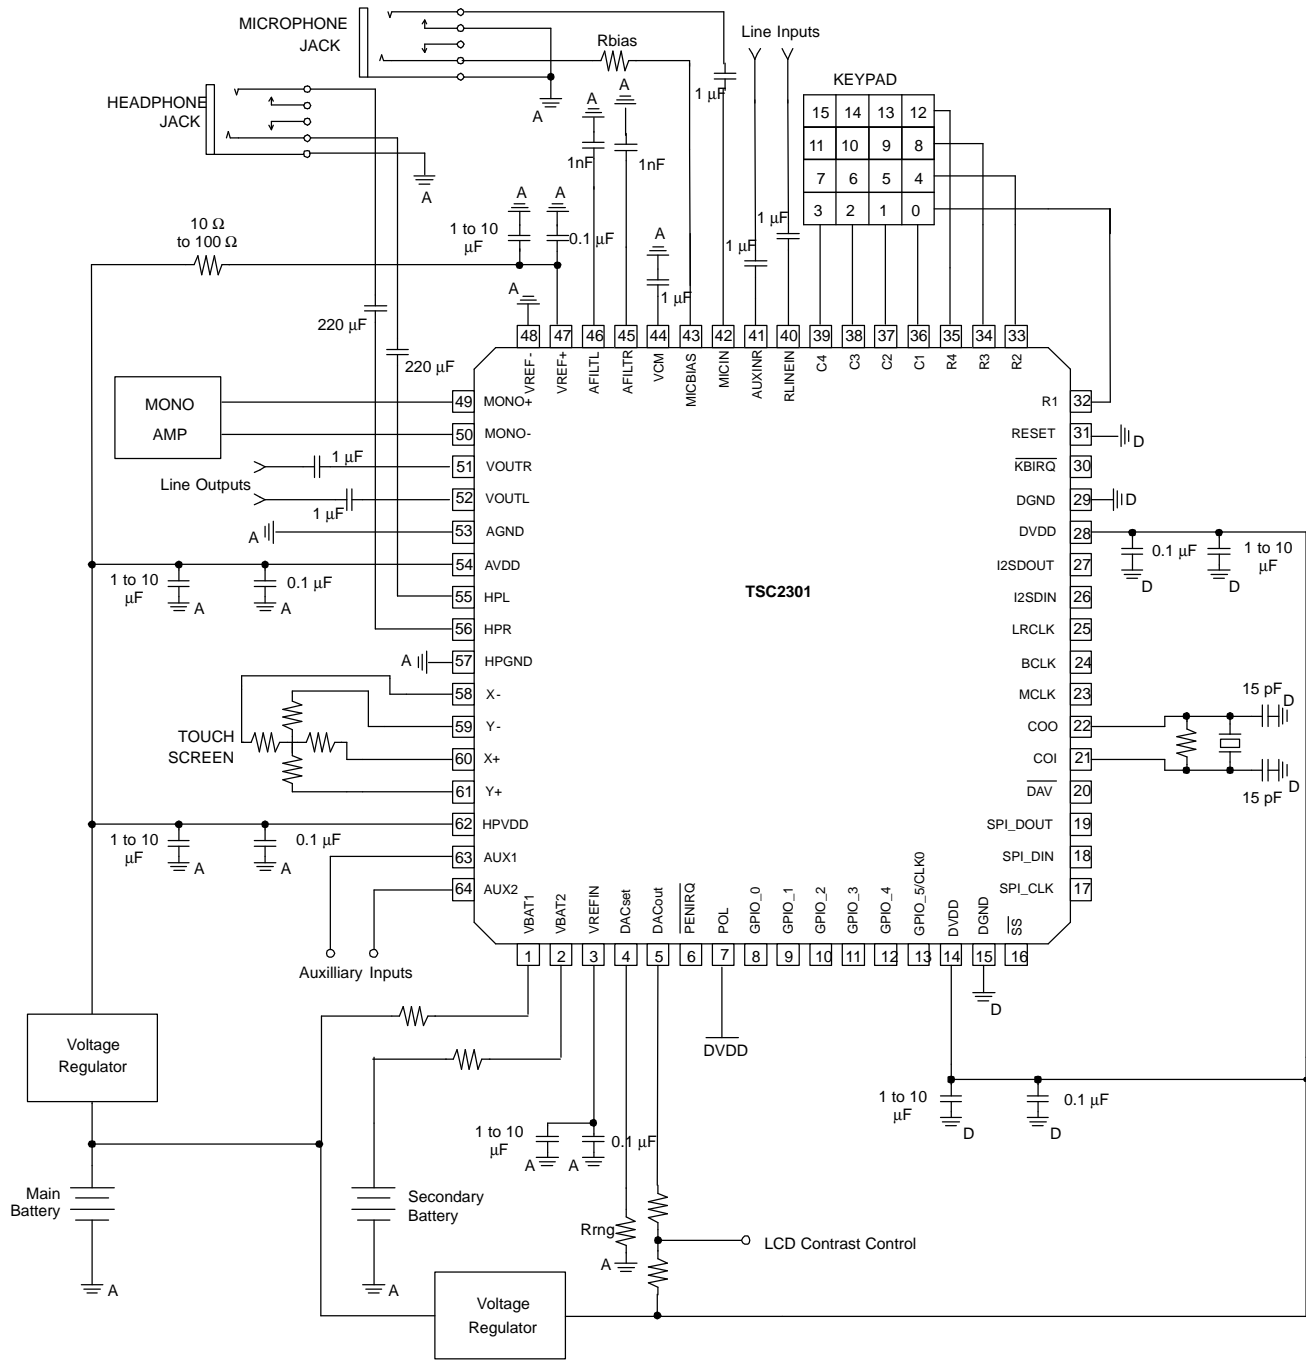 MICROPHONE
JACK
Rbias
Line Inputs
A
A
A
1 μF
KEYPAD
15 14 13 12
11 10 9 8
7 6 5 4
3 2 1 0
HEADPHONE
JACK
A
1nF
1nF
A
A
A
1 to 10
μF
0.1 μF
A
1 μF
1 μF
1 μF
10 Ω
to 100 Ω
A
220 μF
220 μF
48 47 46 45 44 43 42 41 40 39 38 37 36 35 34 33
VREF-
VREF+
AFILTL
AFILTR
VCM
MICBIAS
MICIN
AUXINR
RLINEIN
C4
C3
C2
C1
R4
R3
R2
MONO
AMP
49 MONO+
50 MONO-
51 VOUTR
52 VOUTL
53 AGND
54 AVDD
55 HPL
56 HPR
57 HPGND
58 X-
59 Y-
60 X+
61 Y+
62 HPVDD
63 AUX1
64 AUX2
1 μF
Line Outputs
1 μF
A
1 to 10
μF
A
0.1 μF
A
A
TOUCH
SCREEN
1 to 10
μF
A
0.1 μF
A
Auxilliary Inputs
TSC2301
R1 32
RESET 31
KBIRQ 30
DGND 29
DVDD 28
I2SDOUT 27
I2SDIN 26
LRCLK 25
BCLK 24
MCLK 23
COO 22
COI 21
DAV 20
SPI_DOUT 19
SPI_DIN 18
SPI_CLK 17
D
D
0.1 μF
D
1 to 10
μF
D
15 pF
D
15 pF
D
VBAT1
VBAT2
VREFIN
DACset
DACout
PENIRQ
POL
GPIO_0
GPIO_1
GPIO_2
GPIO_3
GPIO_4
GPIO_5/CLK0
DVDD
DGND
SS
1 2 3 4 5 6 7 8 9 10 11 12 13 14 15 16
D
DVDD
Voltage
Regulator
1 to 10
μF
D
0.1 μF
D
1 to 10
μF
A
0.1 μF
A
Main
Battery
A
Secondary
Battery
A
Rrng
A
LCD Contrast Control
Voltage
Regulator